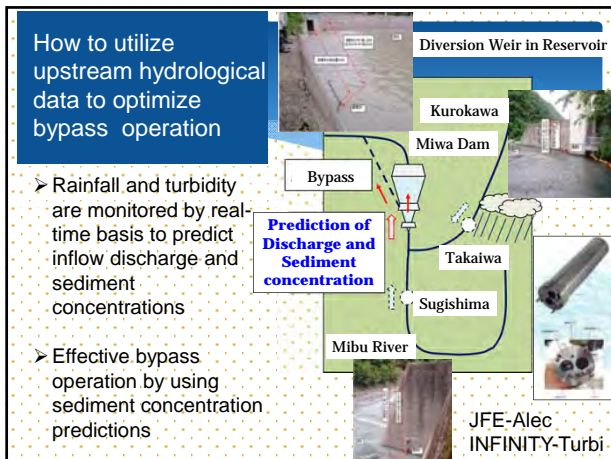 How to utilize
upstream hydrological
data to optimize
bypass operation
➢ Rainfall and turbidity
are monitored by real-
time basis to predict
inflow discharge and
sediment
concentrations
➢ Effective bypass
operation by using
sediment concentration
predictions
Diversion Weir in Reservoir
Kurokawa
Miwa Dam
Bypass
Prediction of
Discharge and
Sediment
concentration
Takaiwa
Sugishima
Mibu River
JFE-Alec
INFINITY-Turbi